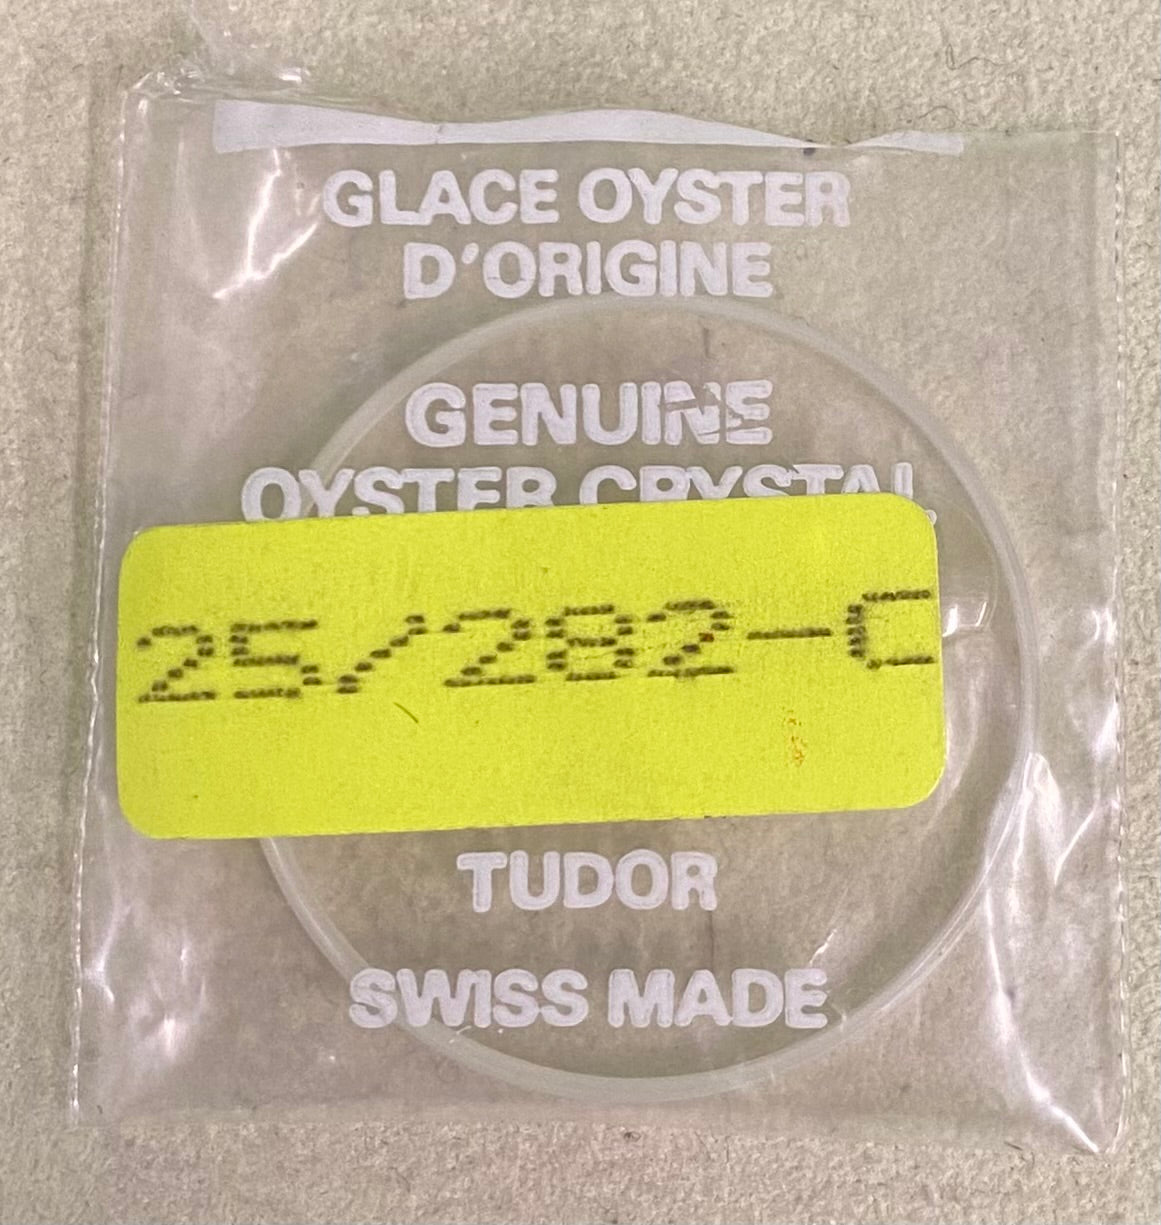 GLACE OYSTER
D'ORIGINE
GENUINE
OYSTER CRYSTAL
25/282-C
TUDOR
SWISS MADE